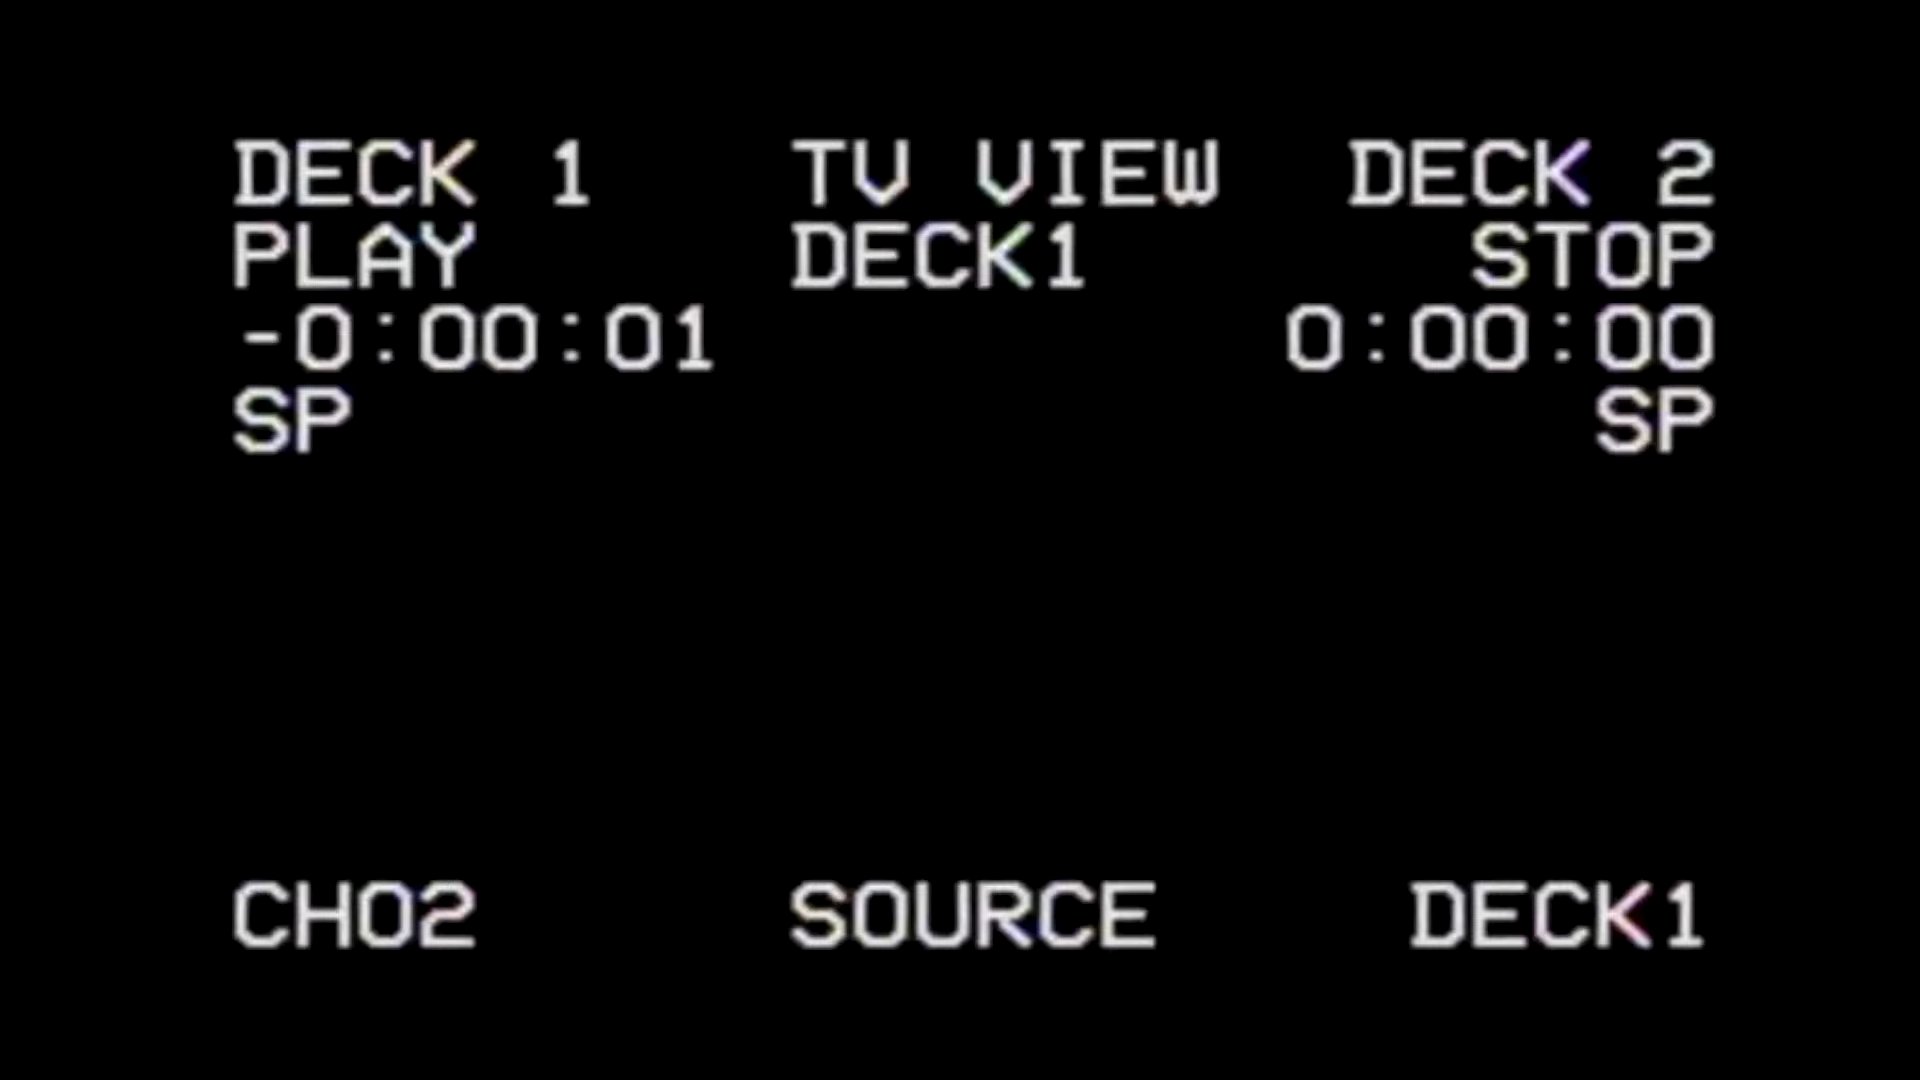 DECK 1 TV VIEW DECK 2
PLAY DECK1 STOP
-0:00:01 0:00:00
SP SP
CH02 SOURCE DECK1